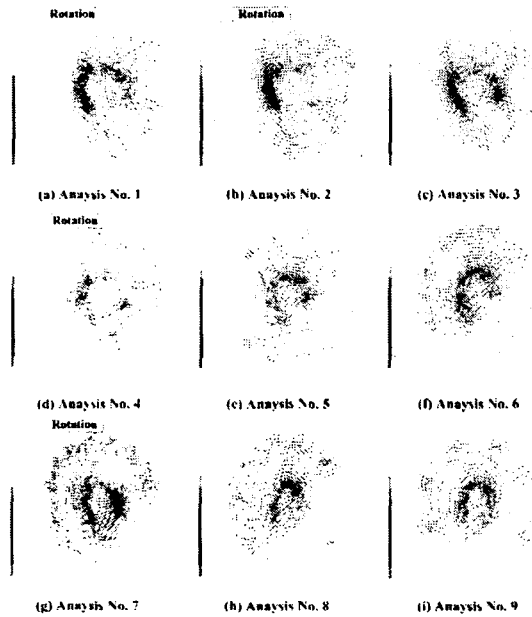 Rotation
Rotation
(a) Anaysis No. 1
(b) Anaysis No. 2
(c) Anaysis No. 3
Rotation
(d) Anaysis No. 4
(e) Anaysis No. 5
(f) Anaysis No. 6
Rotation
(g) Anaysis No. 7
(h) Anaysis No. 8
(i) Anaysis No. 9